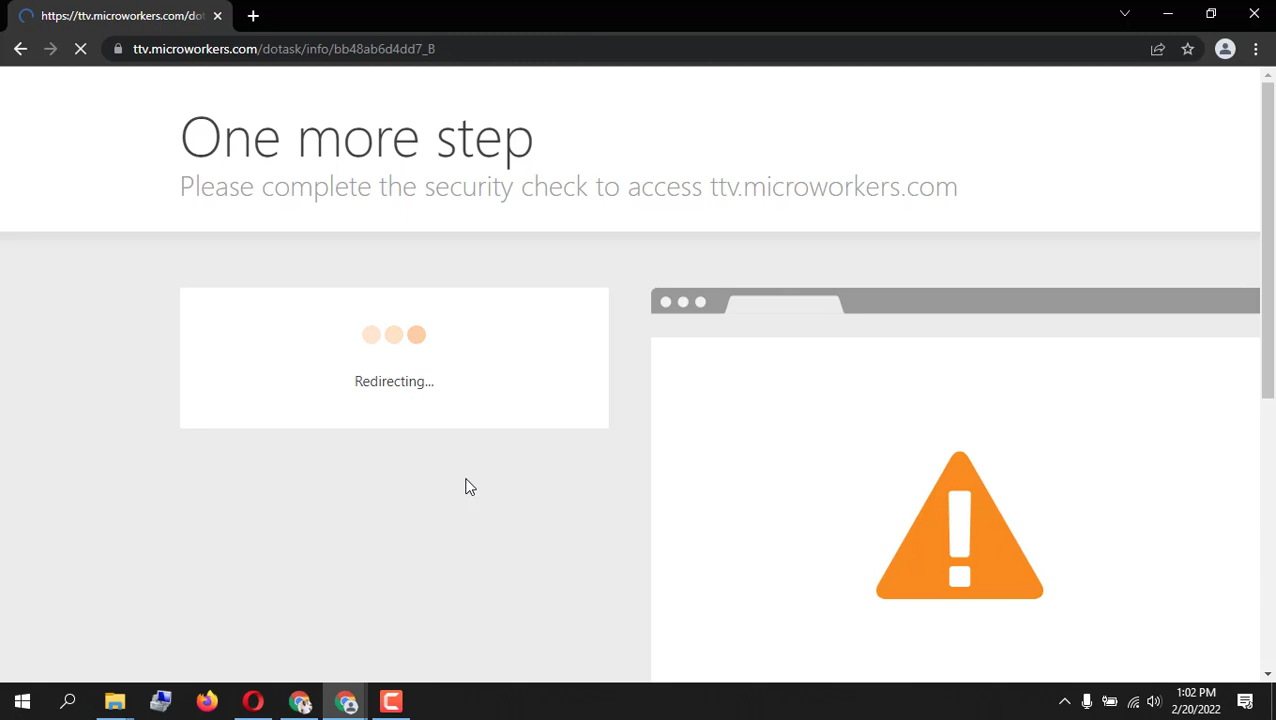 https://ttv.microworkers.com/dot
ttv.microworkers.com/dotask/info/bb48ab6d4dd7_B
One more step
Please complete the security check to access ttv.microworkers.com
Redirecting...
1:02 PM
2/20/2022